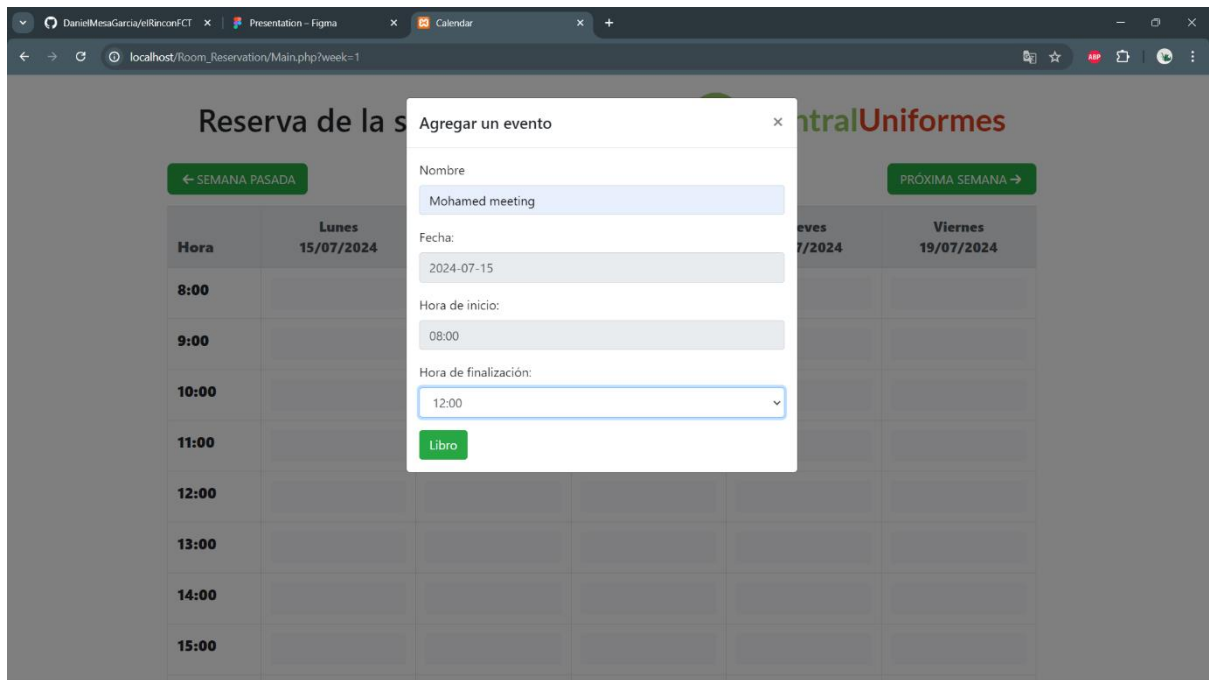 DanielMesaGarcia/elRinconFCT
Presentation – Figma
Calendar
localhost/Room_Reservation/Main.php?week=1
ABP
Reserva de la s
ntralUniformes
Agregar un evento
← SEMANA PASADA
PRÓXIMA SEMANA →
Nombre
Mohamed meeting
Fecha:
2024-07-15
Hora de inicio:
08:00
Hora de finalización:
12:00
Libro
Hora
Lunes
15/07/2024
eves
7/2024
Viernes
19/07/2024
8:00
9:00
10:00
11:00
12:00
13:00
14:00
15:00